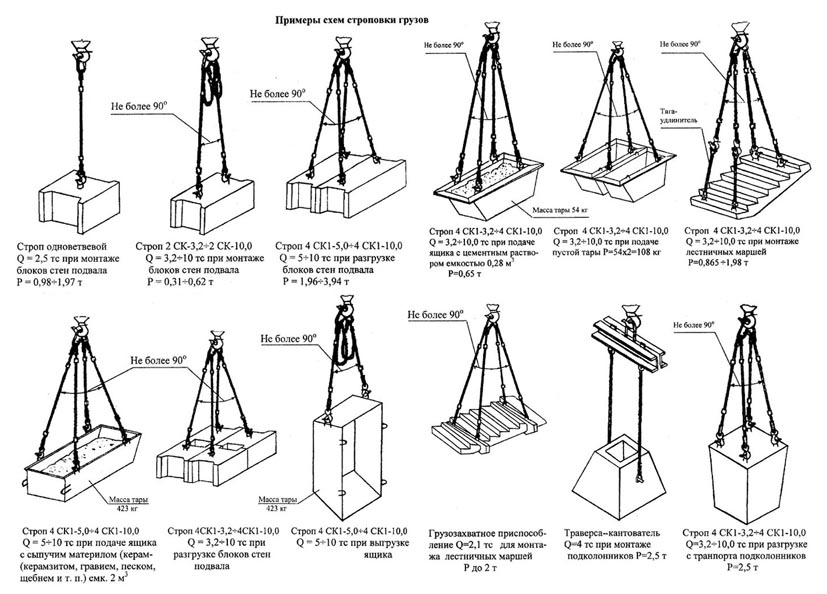 Примеры схем строповки грузов
Не более 90°
Не более 90°
Не более 90°
Не более 90°
Не более 90°
Тяга-
удлинитель
Масса тары 54 кг
Строп одноветвевой
Q = 2,5 тс при монтаже
блоков стен подвала
P = 0,98÷1,97 т
Строп 2 СК-3,2÷2 СК-10,0
Q = 3,2÷10 тс при монтаже
блоков стен подвала
P = 0,31÷0,62 т
Строп 4 СК1-5,0÷4 СК1-10,0
Q = 5÷10 тс при разгрузке
блоков стен подвала
P = 1,96÷3,94 т
Строп 4 СК1-3,2÷4 СК1-10,0
Q = 3,2÷10,0 тс при подаче
ящика с цементным раство-
ром емкостью 0,28 м³
P=0,65 т
Строп 4 СК1-3,2÷4 СК1-10,0
Q = 3,2÷10,0 тс при подаче
пустой тары P=54х2=108 кг
Строп 4 СК1-3,2÷4 СК1-10,0
Q = 3,2÷10,0 тс при монтаже
лестничных маршей
P=0,865÷1,98 т
Не более 90°
Не более 90°
Не более 90°
Не более 90°
Масса тары
423 кг
Масса тары
423 кг
Строп 4 СК1-5,0÷4 СК1-10,0
Q = 5÷10 тс при подаче ящика
с сыпучим материлом (керам-
(керамзитом, гравием, песком,
щебнем и т. п.) емк. 2 м³
Строп 4СК1-3,2÷4СК1-10,0
Q = 3,2÷10 тс при
разгрузке блоков стен
подвала
Строп 4 СК1-5,0÷4 СК1-10,0
Q = 5÷10 тс при выгрузке
ящика
Грузозахватное приспособ-
ление Q=2,1 тс для монта-
жа лестничных маршей
P до 2 т
Траверса--кантователь
Q=4 тс при монтаже
подколонников P=2,5 т
Строп 4 СК1-3,2÷4 СК1-10,0
Q=3,2÷10,0 тс при разгрузке
с транпорта подколонников
P=2,5 т